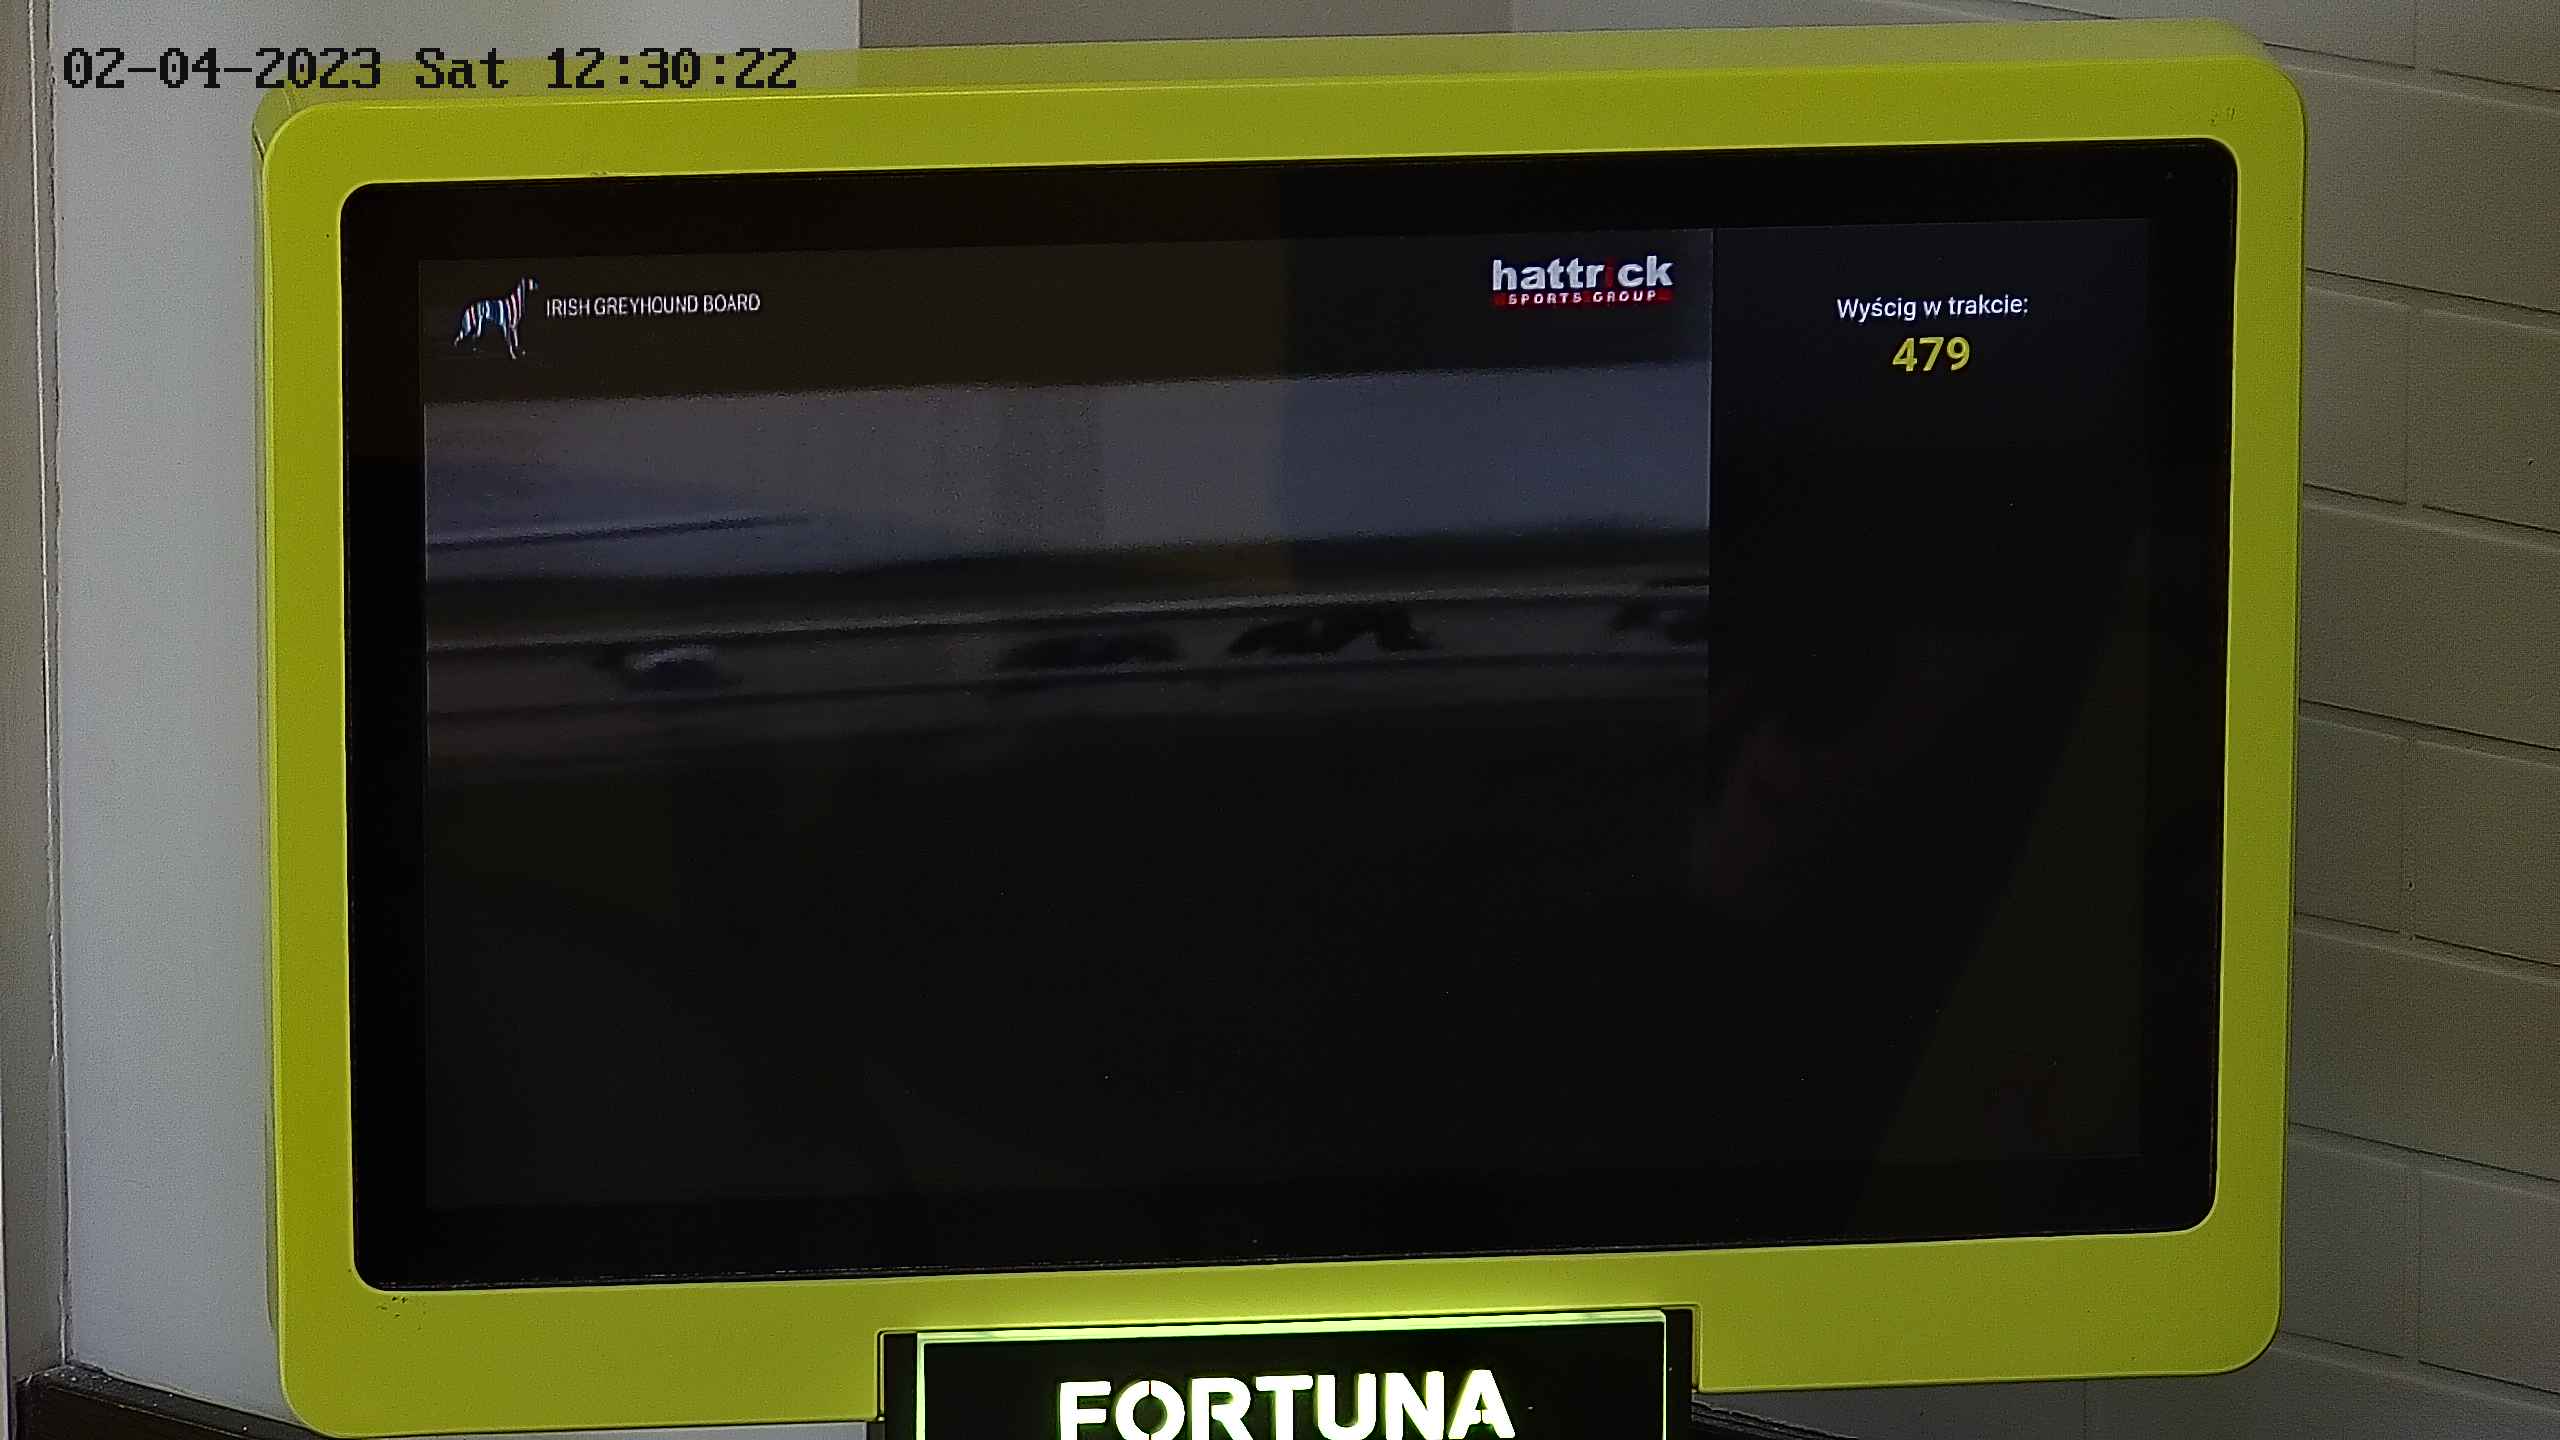 02-04-2023 Sat 12:30:22
IRISH GREYHOUND BOARD
hattrick
SPORTS GROUP
Wyścig w trakcie:
479
FORTUNA